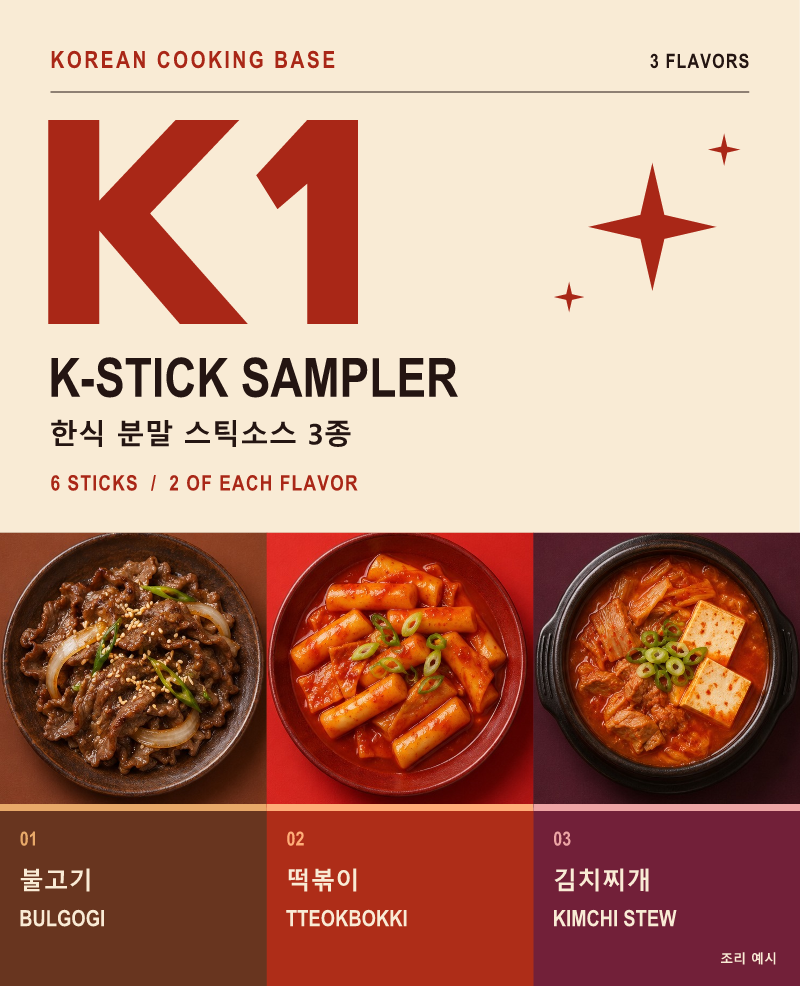 KOREAN COOKING BASE
3 FLAVORS
K1
K-STICK SAMPLER
한식 분말 스틱소스 3종
6 STICKS / 2 OF EACH FLAVOR
01
불고기
BULGOGI
02
떡볶이
TTEOKBOKKI
03
김치찌개
KIMCHI STEW
조리 예시